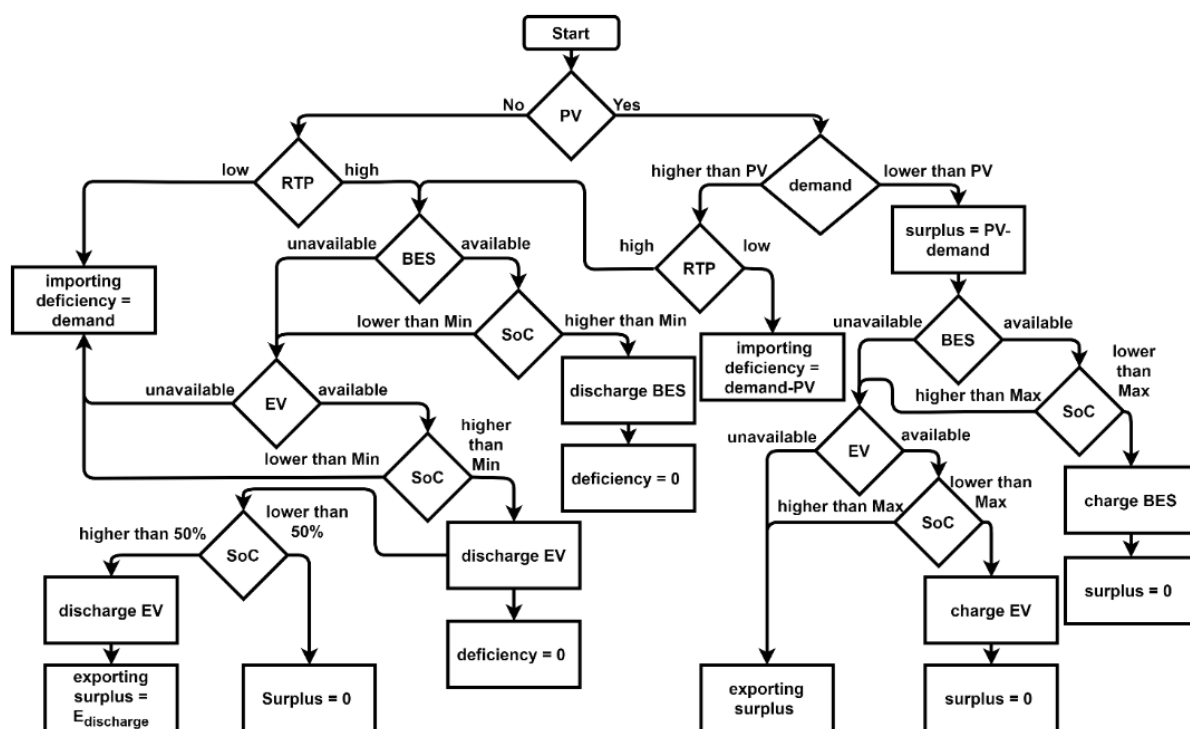 Start
No
PV
Yes
low
RTP
high
higher than PV
demand
lower than PV
unavailable
BES
available
high
RTP
low
surplus = PV-
demand
importing
deficiency =
demand
lower than Min
SoC
higher than Min
unavailable
BES
available
lower
than
Max
unavailable
EV
available
discharge BES
importing
deficiency =
demand-PV
higher than Max
SoC
lower than Min
SoC
higher
than
Min
deficiency = 0
unavailable
EV
available
charge BES
higher than 50%
SoC
lower than
50%
discharge EV
higher than Max
SoC
lower than
Max
surplus = 0
discharge EV
deficiency = 0
charge EV
exporting
surplus =
Edischarge
Surplus = 0
exporting
surplus
surplus = 0